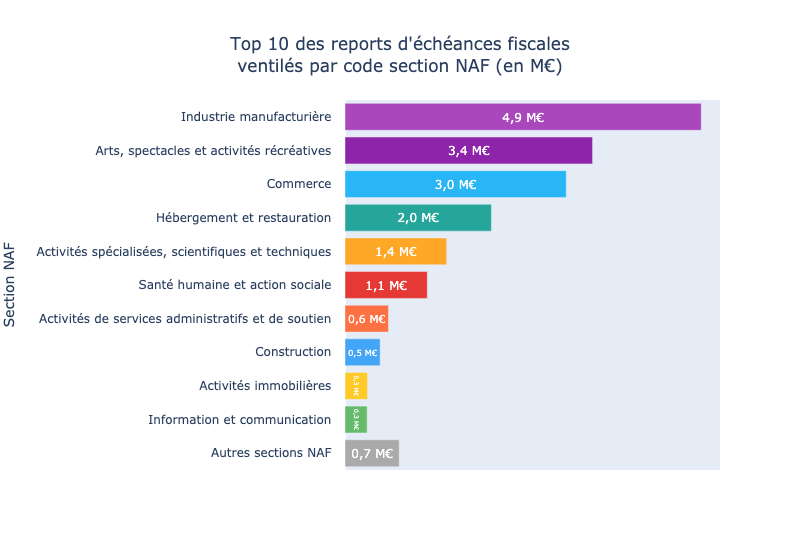 Top 10 des reports d'échéances fiscales
ventilés par code section NAF (en M€)
Section NAF
Industrie manufacturière 4,9 M€
Arts, spectacles et activités récréatives 3,4 M€
Commerce 3,0 M€
Hébergement et restauration 2,0 M€
Activités spécialisées, scientifiques et techniques 1,4 M€
Santé humaine et action sociale 1,1 M€
Activités de services administratifs et de soutien 0,6 M€
Construction 0,5 M€
Activités immobilières 0,3 M€
Information et communication 0,3 M€
Autres sections NAF 0,7 M€